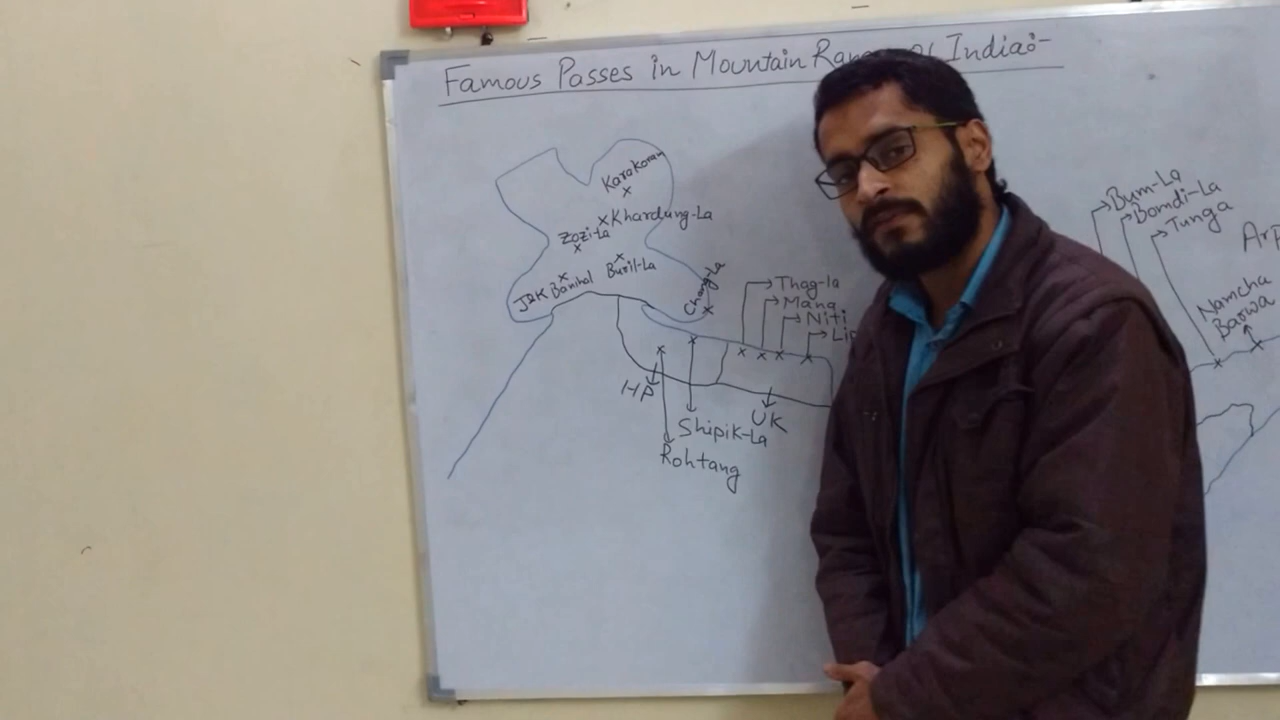 Famous Passes in Mountain of India:-
Karakoram
Khardung-La
Zozi-La
Buril-La
J&K Banihal
Chang-La
Thag-la
Mana
Niti
HP
UK
Shipik-La
Rohtang
Bum-La
Bomdi-La
Tunga
Namcha
Barwa